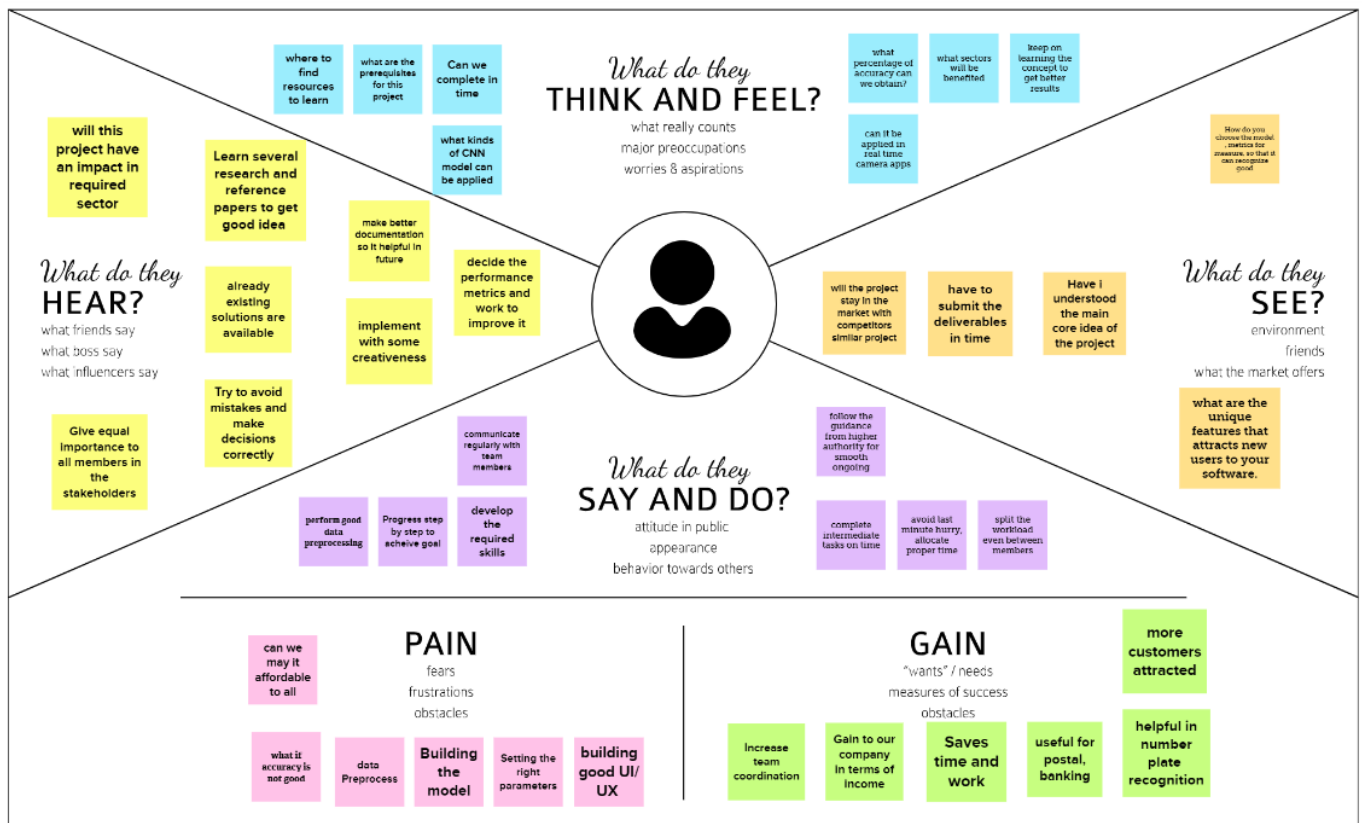 What do they
THINK AND FEEL?
what really counts
major preoccupations
worries & aspirations
where to
find
resources
to learn
what are the
prerequisites
for this
project
Can we
complete in
time
what kinds
of CNN
model can
be applied
what
percentage of
accuracy can
we obtain?
what sectors
will be
benefited
keep on
learning the
concept to
get better
results
can it be
applied in
real time
camera apps
What do they
HEAR?
what friends say
what boss say
what influencers say
will this
project have
an impact in
required
sector
Learn several
research and
reference
papers to get
good idea
make better
documentation
so it helpful in
future
decide the
performance
metrics and
work to
improve it
already
existing
solutions are
available
implement
with some
creativeness
Try to avoid
mistakes and
make
decisions
correctly
Give equal
importance to
all members in
the
stakeholders
What do they
SEE?
environment
friends
what the market offers
How do you
choose the model
, metrics for
measure, so that it
can recognize
good
will the project
stay in the
market with
competitors
similar project
have to
submit the
deliverables
in time
Have i
understood
the main
core idea of
the project
what are the
unique
features that
attracts new
users to your
software.
What do they
SAY AND DO?
attitude in public
appearance
behavior towards others
communicate
regularly with
team
members
perform good
data
preprocessing
Progress step
by step to
acheive goal
develop
the
required
skills
follow the
guidance
from higher
authority for
smooth
ongoing
complete
intermediate
tasks on time
avoid last
minute hurry,
allocate
proper time
split the
workload
even between
members
PAIN
fears
frustrations
obstacles
can we
may it
affordable
to all
what if
accuracy is
not good
data
Preprocess
Building
the
model
Setting the
right
parameters
building
good UI/
UX
GAIN
"wants" / needs
measures of success
obstacles
more
customers
attracted
Increase
team
coordination
Gain to our
company
in terms of
income
Saves
time and
work
useful for
postal,
banking
helpful in
number
plate
recognition